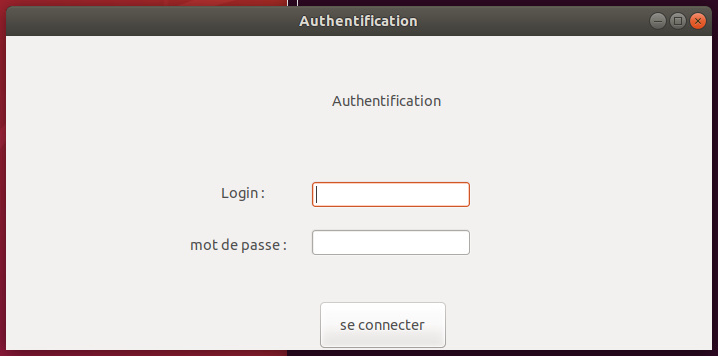 Authentification
Authentification
Login :
mot de passe :
se connecter